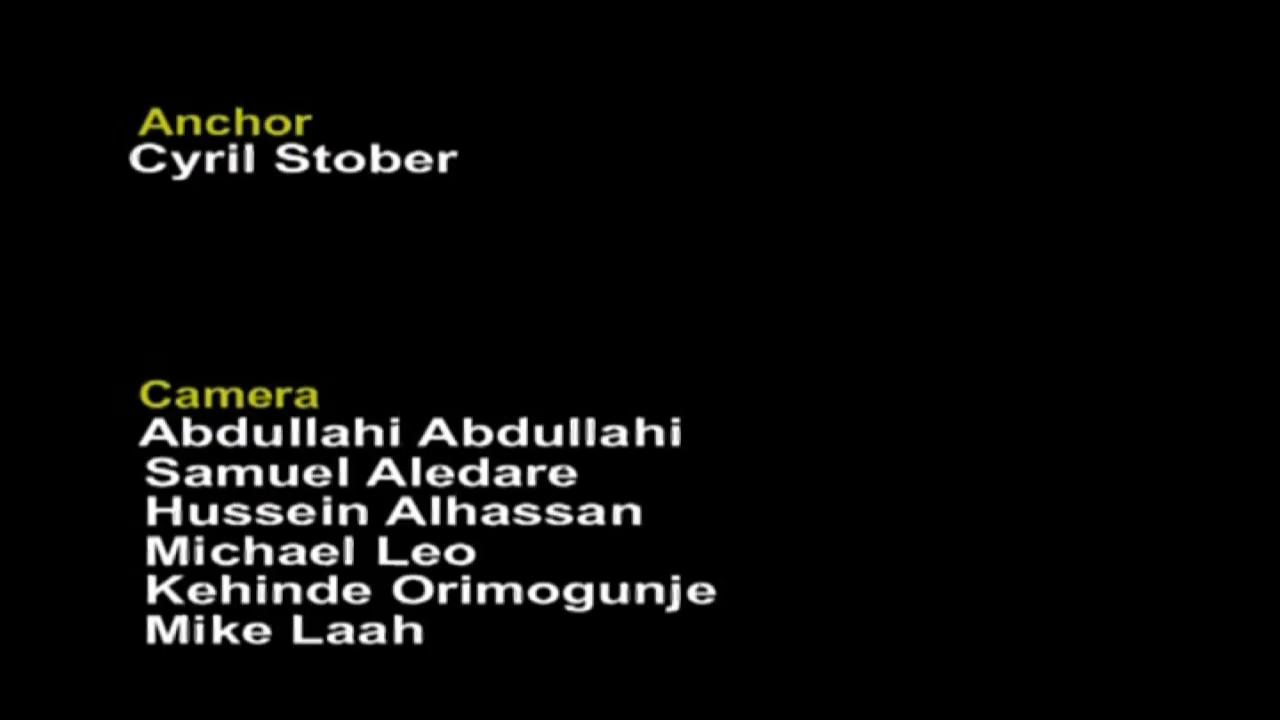 Anchor
Cyril Stober
Camera
Abdullahi Abdullahi
Samuel Aledare
Hussein Alhassan
Michael Leo
Kehinde Orimogunje
Mike Laah